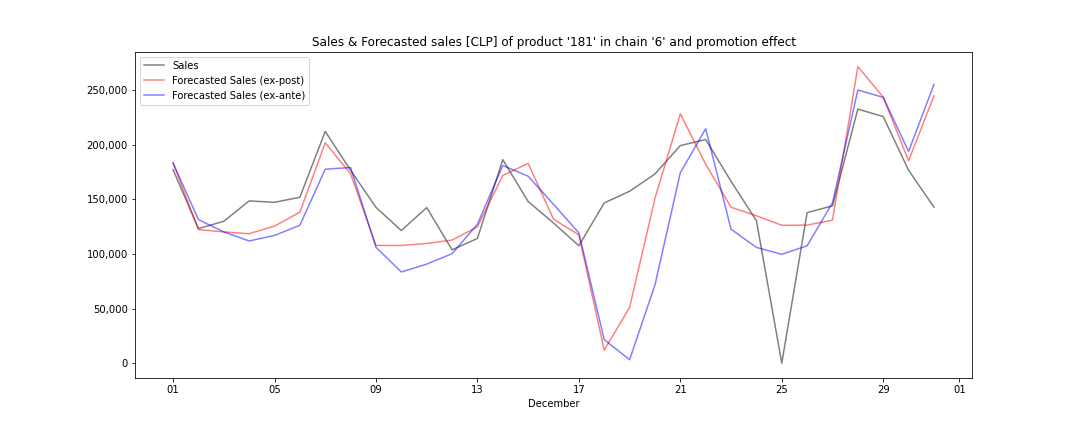 Sales & Forecasted sales [CLP] of product '181' in chain '6' and promotion effect
Sales
Forecasted Sales (ex-post)
Forecasted Sales (ex-ante)
250,000
200,000
150,000
100,000
50,000
0
01 05 09 13 17 21 25 29 01
December